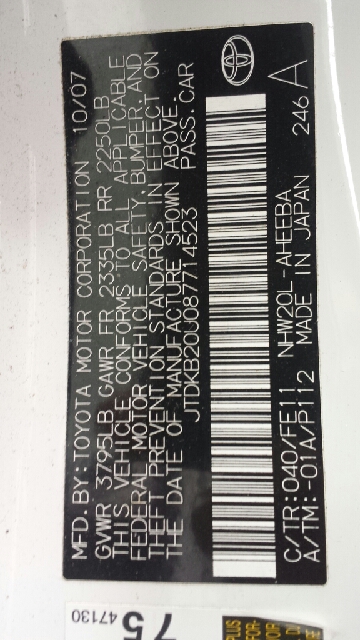 MFD. BY: TOYOTA MOTOR CORPORATION 10/07
GVWR 3795LB GAWR FR 2335LB RR 2250LB
THIS VEHICLE CONFORMS TO ALL APPLICABLE
FEDERAL MOTOR VEHICLE SAFETY, BUMPER, AND
THEFT PREVENTION STANDARDS IN EFFECT ON
THE DATE OF MANUFACTURE SHOWN ABOVE.
JTDKB20U087714523 PASS. CAR
C/TR: 040/FE11 NHW20L-AHEEBA
A/TM: -01A/P112 MADE IN JAPAN 246 A
75
47130
PLUS
FOR-